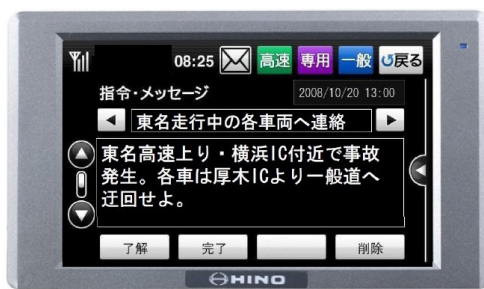 08:25 高速 専用 一般 戻る
指令・メッセージ 2008/10/20 13:00
東名走行中の各車両へ連絡
東名高速上り・横浜IC付近で事故
発生。各車は厚木ICより一般道へ
迂回せよ。
了解 完了 削除
HINO